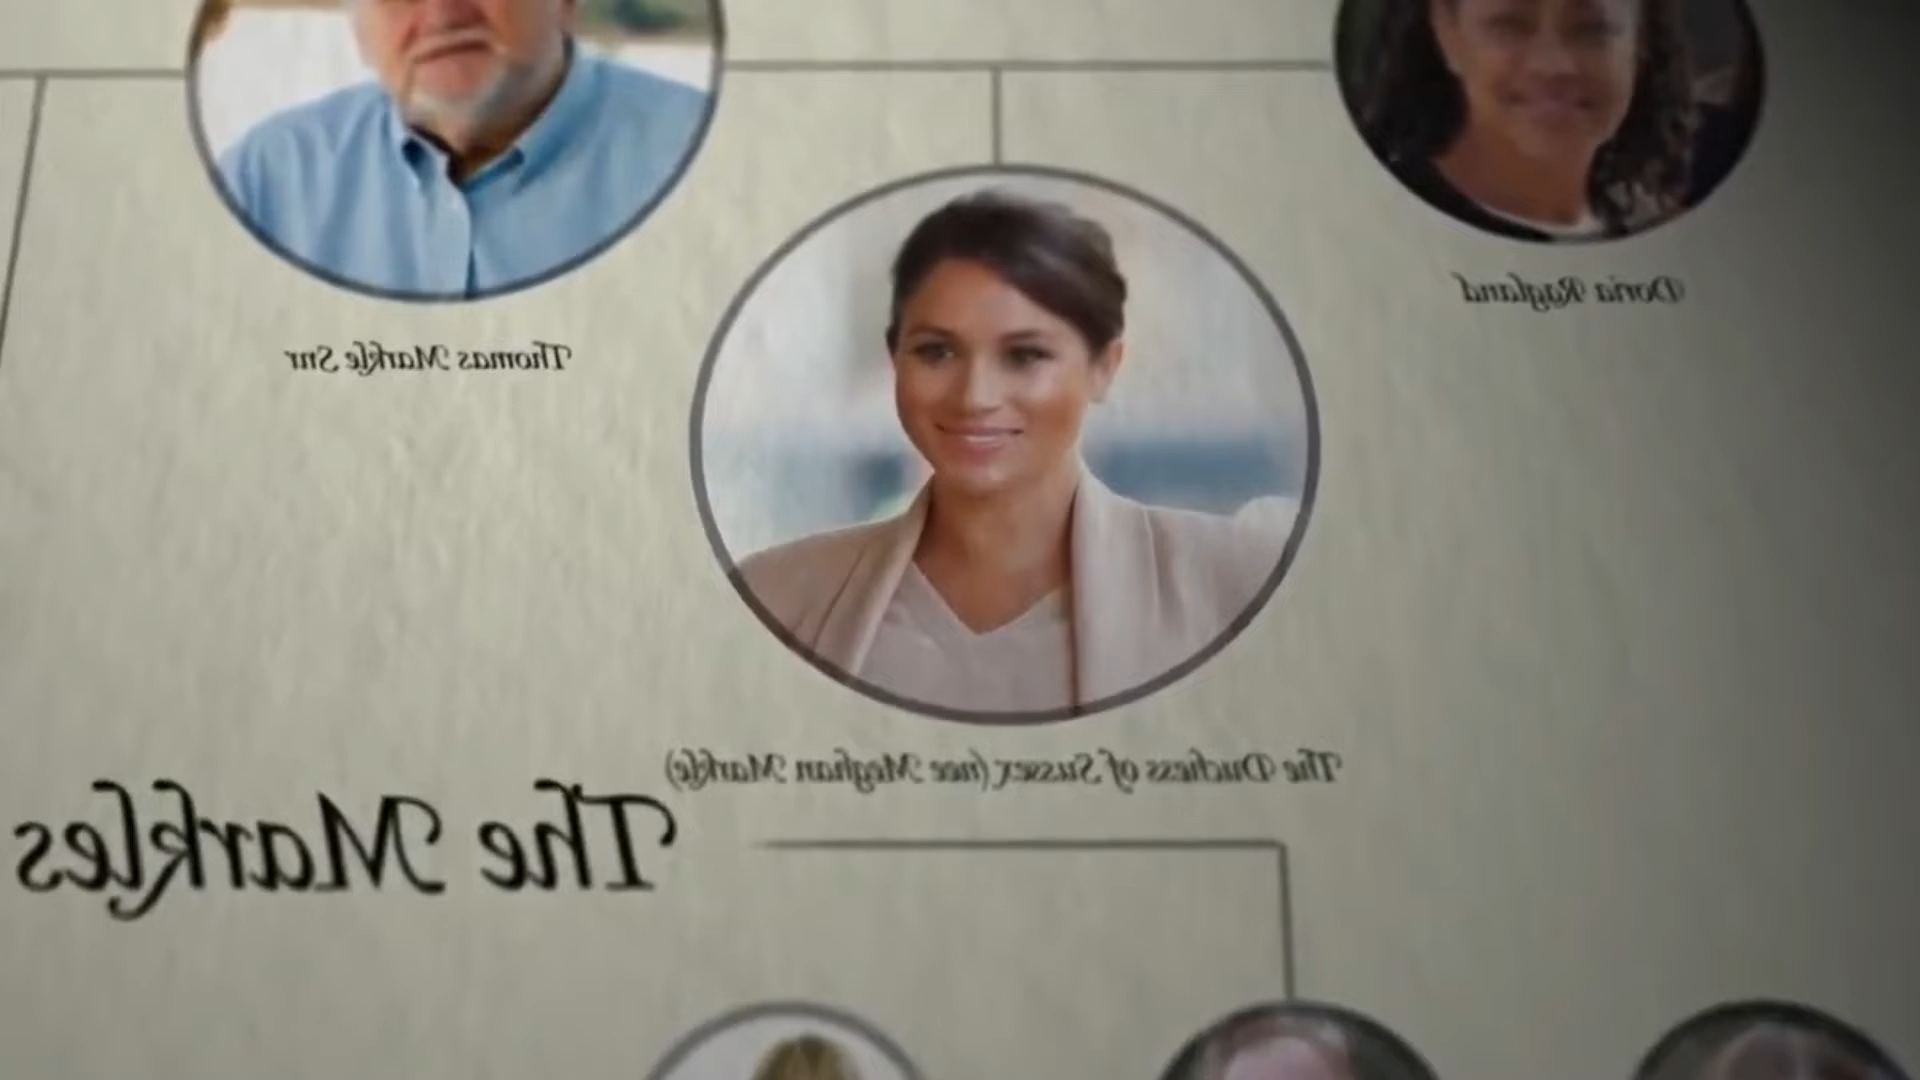 Doria Ragland
Thomas Markle Snr
The Duchess of Sussex (nee Meghan Markle)
The Markles